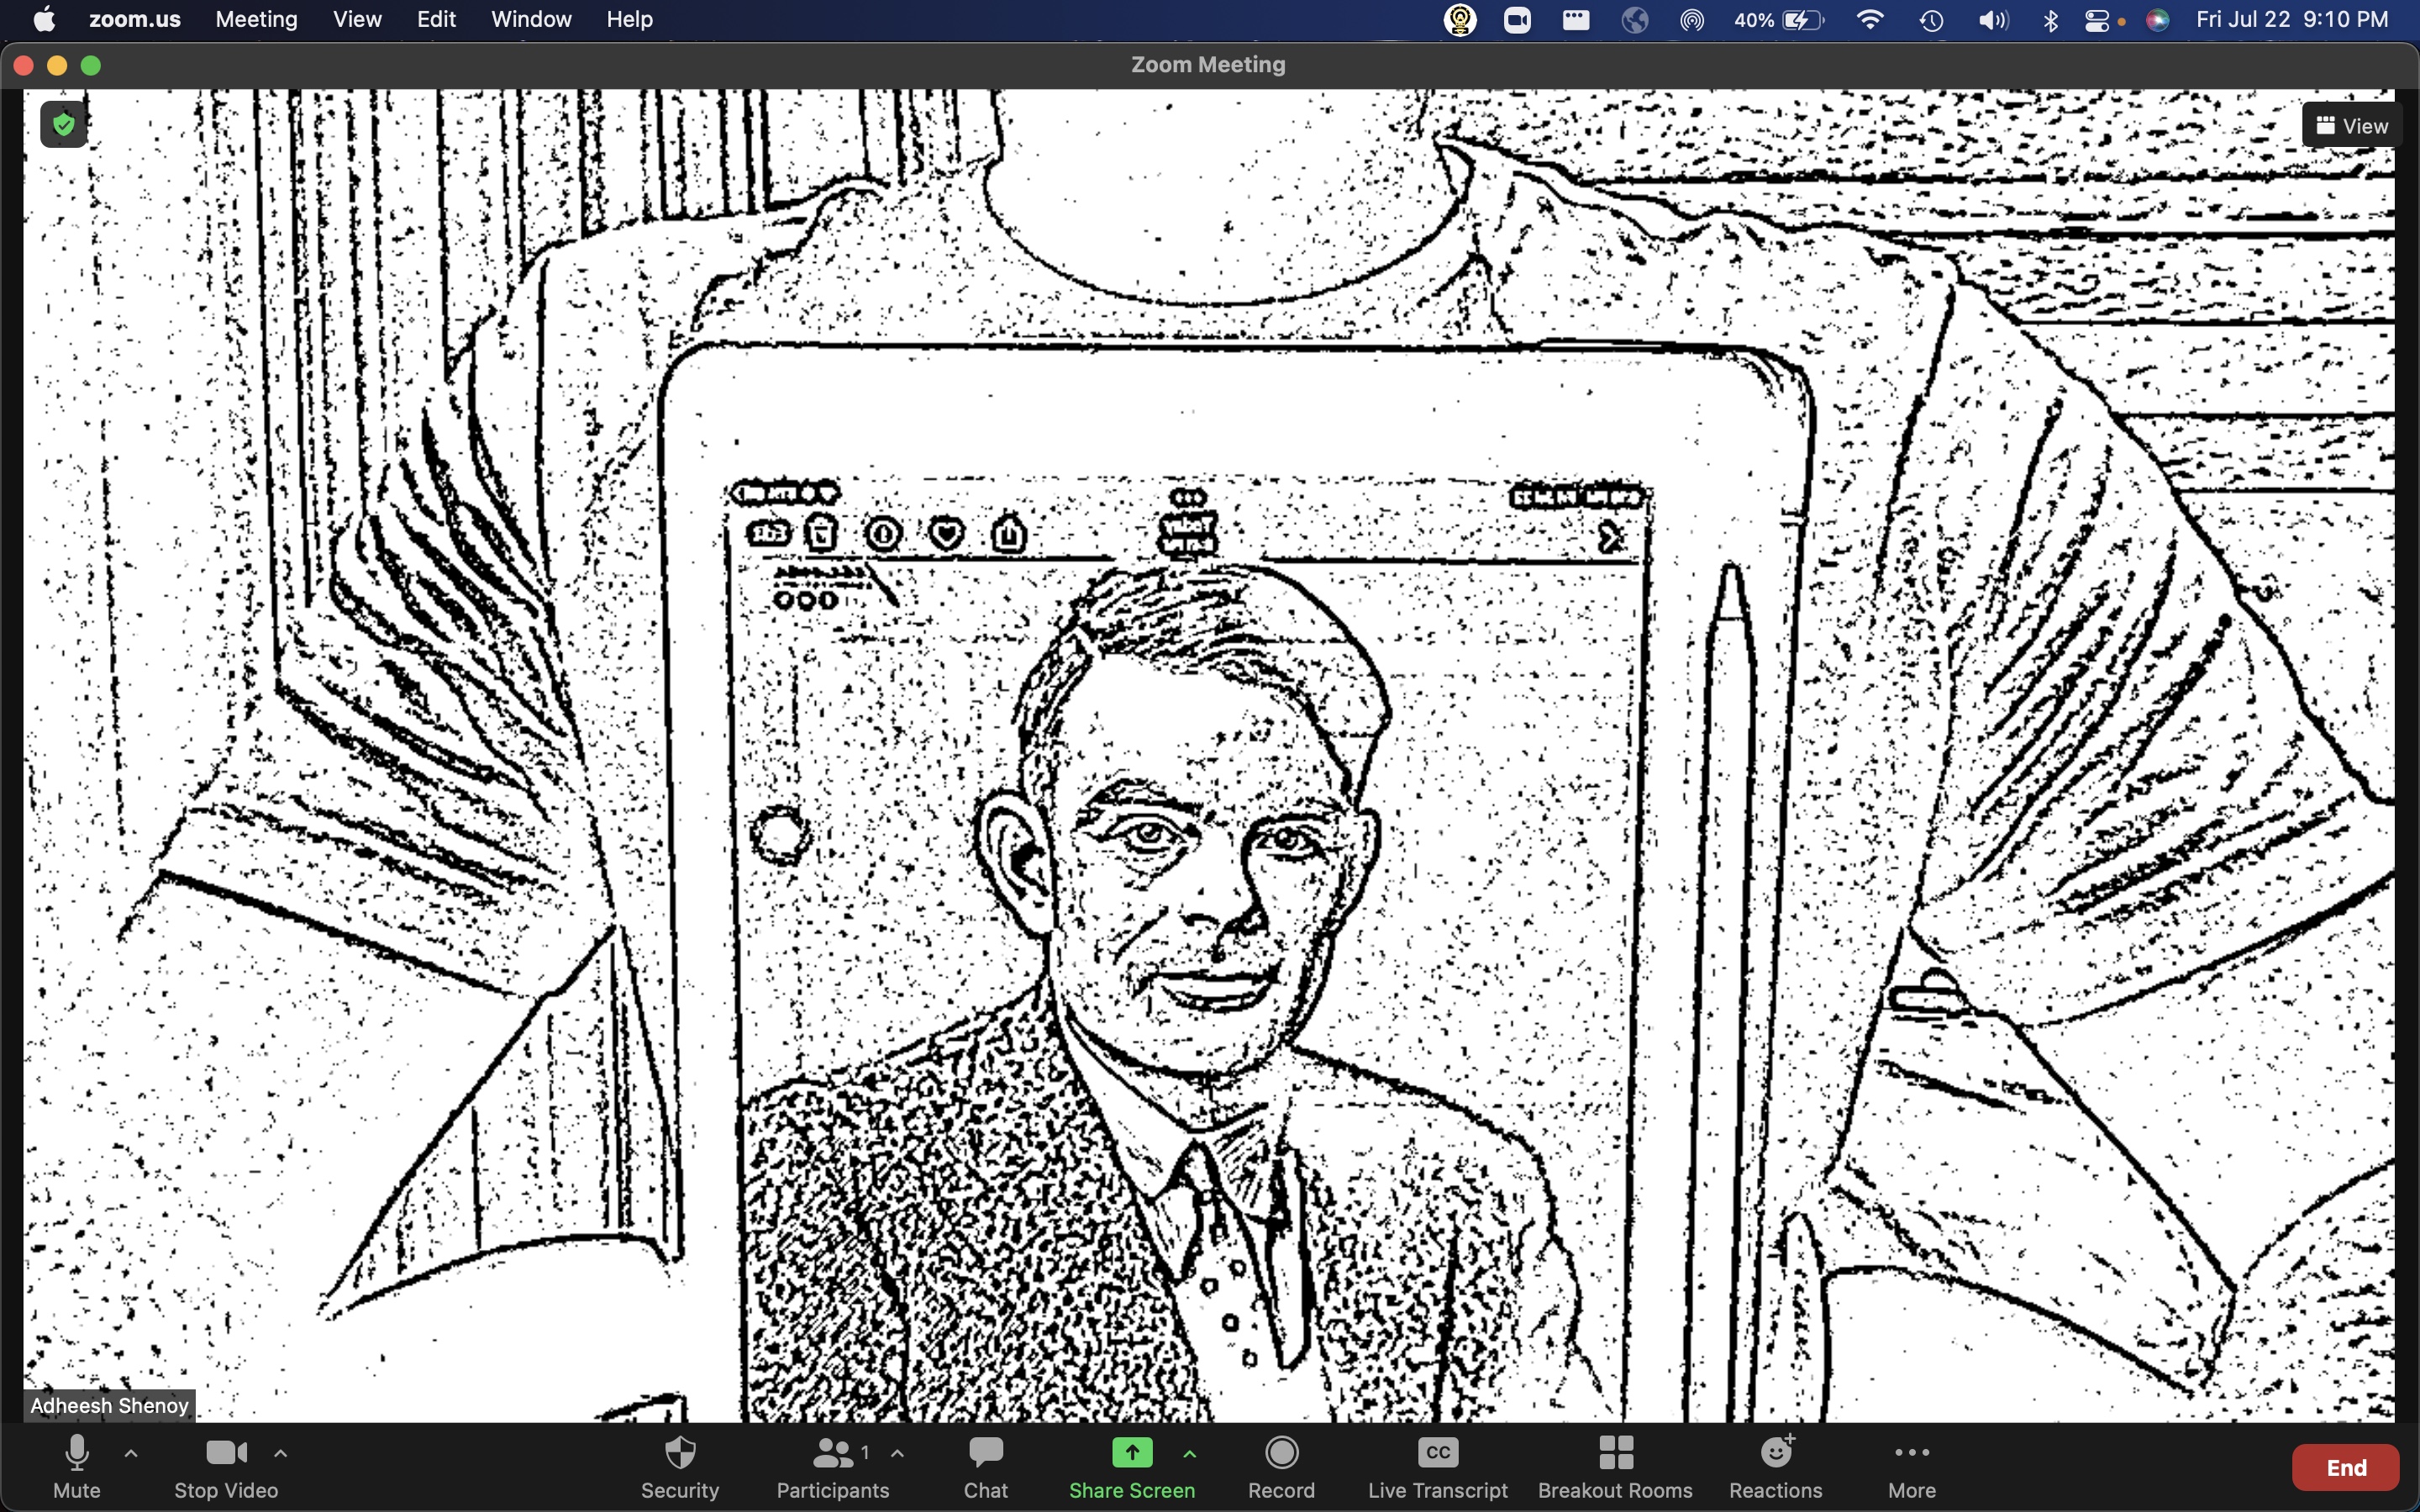 zoom.us Meeting View Edit Window Help 40% Fri Jul 22 9:10 PM
Zoom Meeting
View
Adheesh Shenoy
Mute Stop Video Security Participants 1 Chat Share Screen Record CC Live Transcript Breakout Rooms Reactions More End